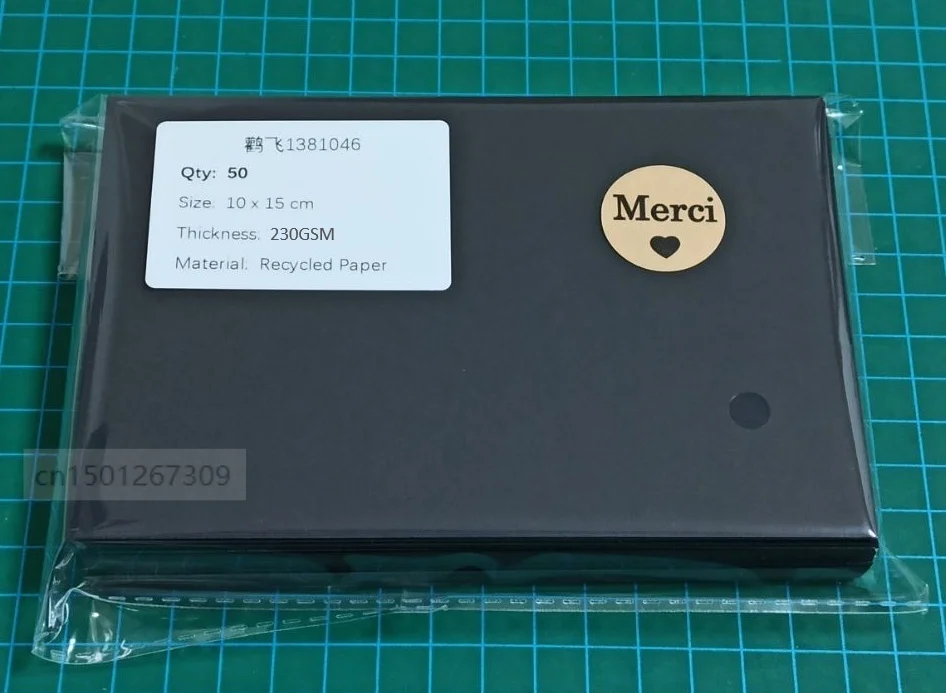 鹳飞1381046
Qty: 50
Size: 10 x 15 cm
Thickness: 230GSM
Material: Recycled Paper
Merci
cn1501267309